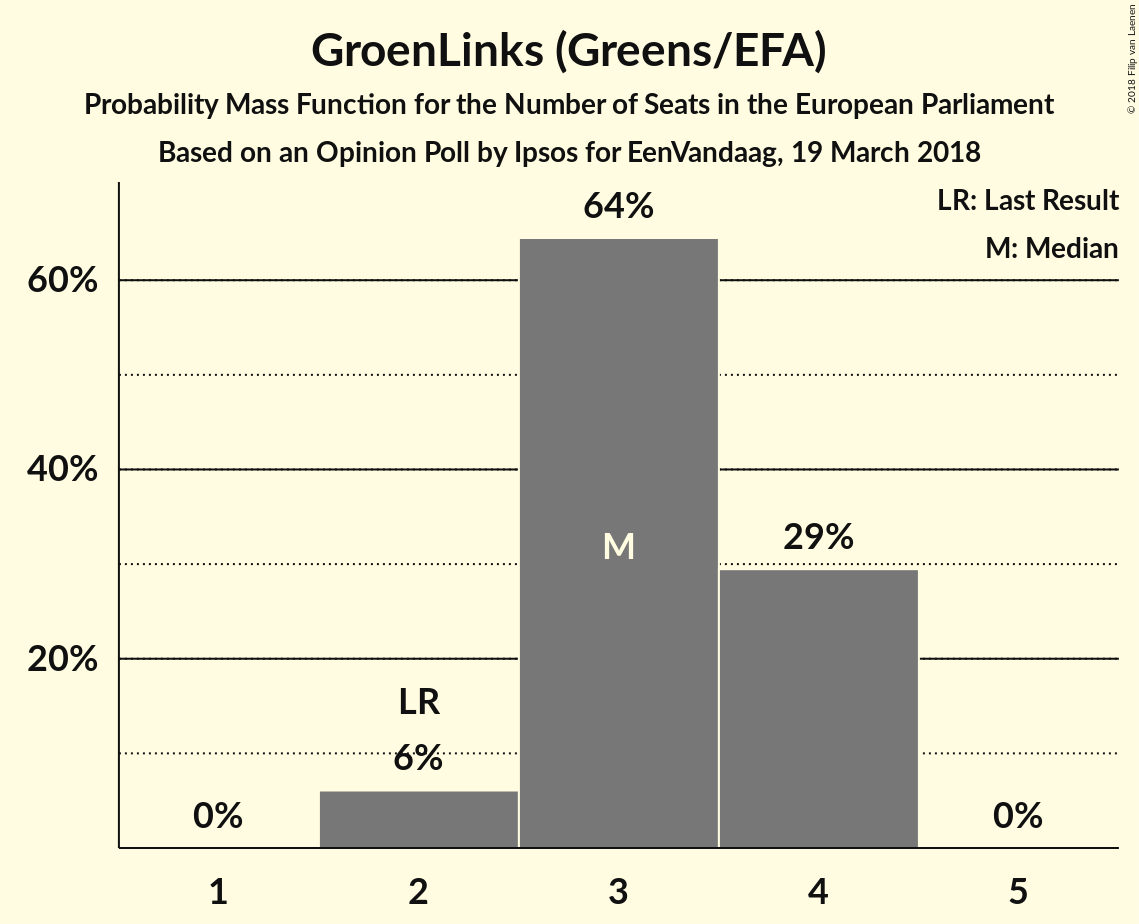 GroenLinks (Greens/EFA)
Probability Mass Function for the Number of Seats in the European Parliament
Based on an Opinion Poll by Ipsos for EenVandaag, 19 March 2018
© 2018 Filip van Laenen
LR: Last Result
M: Median
64%
60%
40%
M
29%
20%
LR
6%
0%
0%
1 2 3 4 5